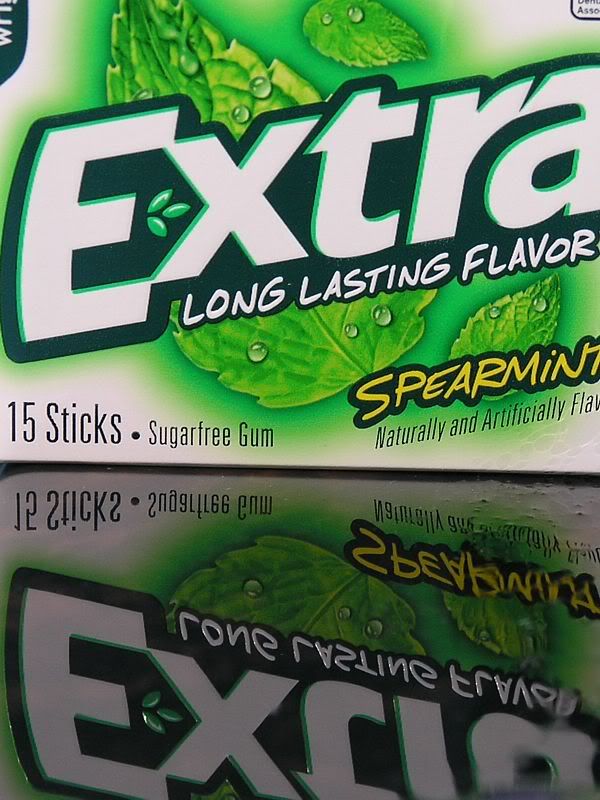 Extra
LONG LASTING FLAVOR
SPEARMINT
15 Sticks • Sugarfree Gum
Naturally and Artificially